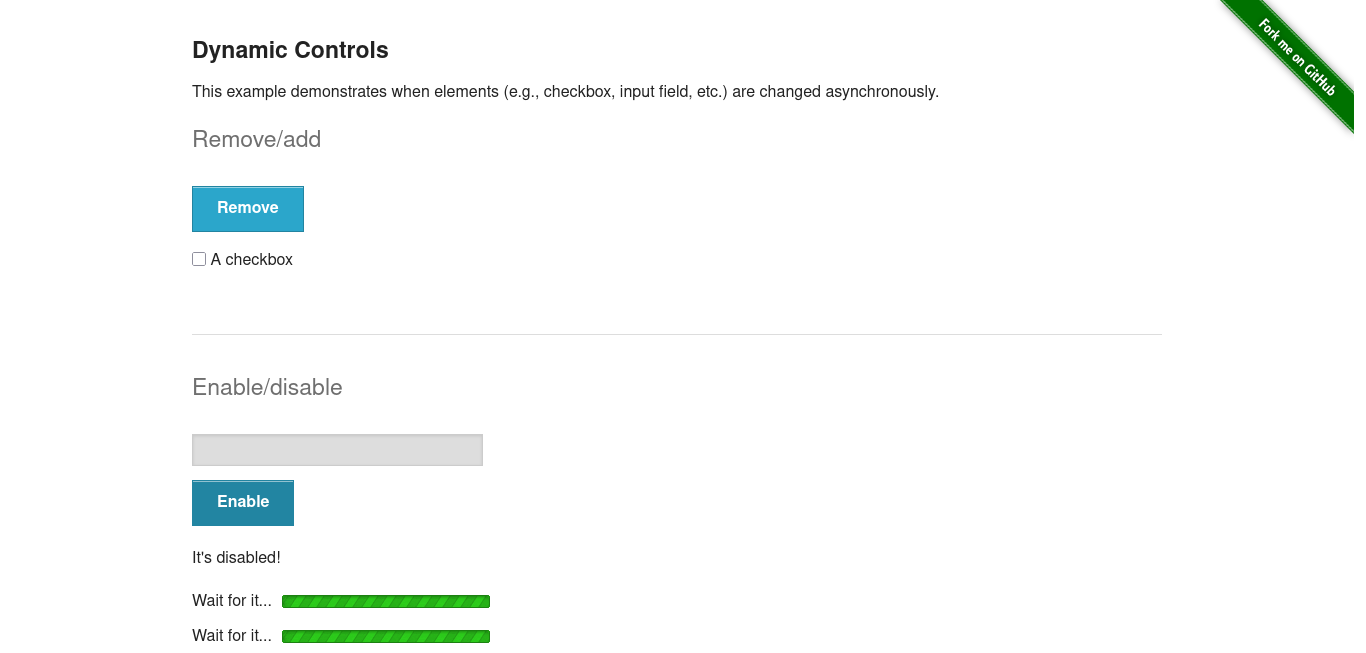 Dynamic Controls
Fork me on GitHub
This example demonstrates when elements (e.g., checkbox, input field, etc.) are changed asynchronously.
Remove/add
Remove
A checkbox
Enable/disable
Enable
It's disabled!
Wait for it...
Wait for it...